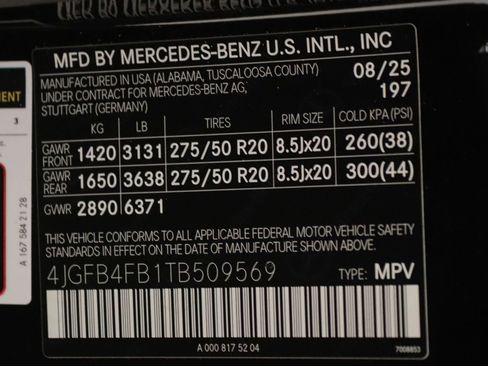 MFD BY MERCEDES-BENZ U.S. INTL., INC
MANUFACTURED IN USA (ALABAMA, TUSCALOOSA COUNTY)
UNDER CONTRACT FOR MERCEDES-BENZ AG,
STUTTGART (GERMANY)
08/25
197
KG LB TIRES RIM SIZE COLD KPA (PSI)
GAWR FRONT 1420 3131 275/50 R20 8.5Jx20 260(38)
GAWR REAR 1650 3638 275/50 R20 8.5Jx20 300(44)
GVWR 2890 6371
THIS VEHICLE CONFORMS TO ALL APPLICABLE FEDERAL MOTOR VEHICLE SAFETY
STANDARDS IN EFFECT ON THE DATE OF MANUFACTURE SHOWN ABOVE.
4JGFB4FB1TB509569 TYPE: MPV
A 000 817 52 04
7008853
3
A 167 584 21 28